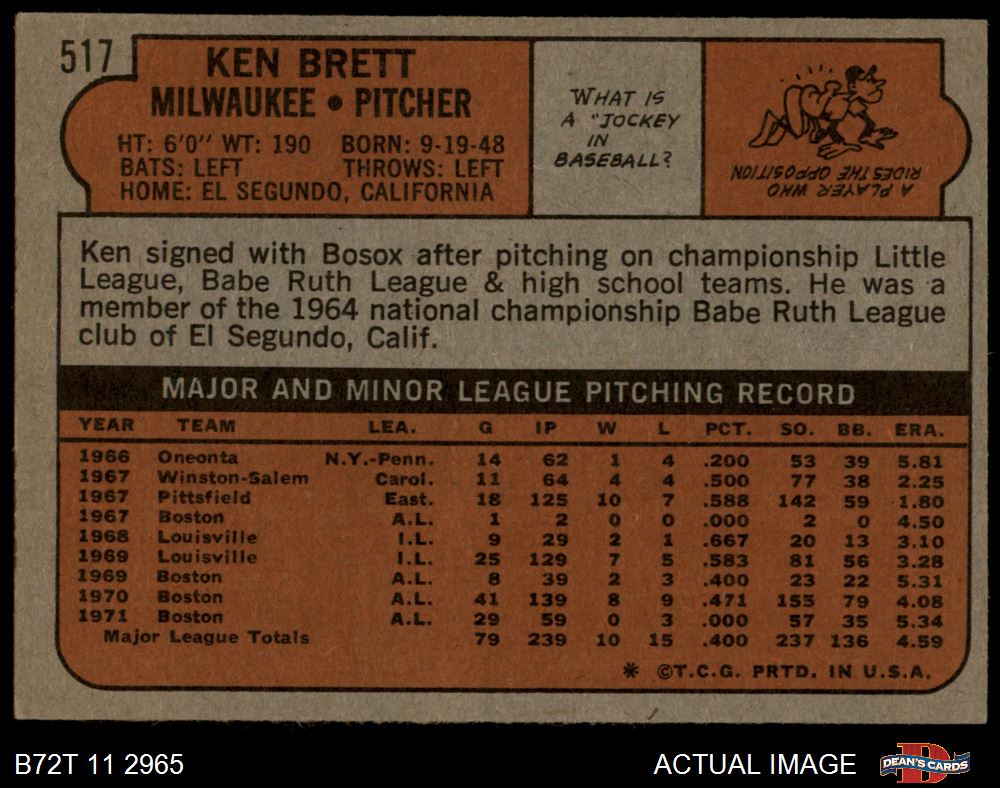 517
KEN BRETT
MILWAUKEE • PITCHER
HT: 6'0" WT: 190 BORN: 9-19-48
BATS: LEFT THROWS: LEFT
HOME: EL SEGUNDO, CALIFORNIA
WHAT IS
A "JOCKEY
IN
BASEBALL?
A PLAYER WHO
RIDES THE OPPOSITION
Ken signed with Bosox after pitching on championship Little
League, Babe Ruth League & high school teams. He was a
member of the 1964 national championship Babe Ruth League
club of El Segundo, Calif.
MAJOR AND MINOR LEAGUE PITCHING RECORD
YEAR TEAM LEA. G IP W L PCT. SO. BB. ERA.
1966 Oneonta N.Y.-Penn. 14 62 1 4 .200 53 39 5.81
1967 Winston-Salem Carol. 11 64 4 4 .500 77 38 2.25
1967 Pittsfield East. 18 125 10 7 .588 142 59 1.80
1967 Boston A.L. 1 2 0 0 .000 2 0 4.50
1968 Louisville I.L. 9 29 2 1 .667 20 13 3.10
1969 Louisville I.L. 25 129 7 5 .583 81 56 3.28
1969 Boston A.L. 8 39 2 3 .400 23 22 5.31
1970 Boston A.L. 41 139 8 9 .471 155 79 4.08
1971 Boston A.L. 29 59 0 3 .000 57 35 5.34
Major League Totals 79 239 10 15 .400 237 136 4.59
* ©T.C.G. PRTD. IN U.S.A.
B72T 11 2965
ACTUAL IMAGE
DEAN'S CARDS